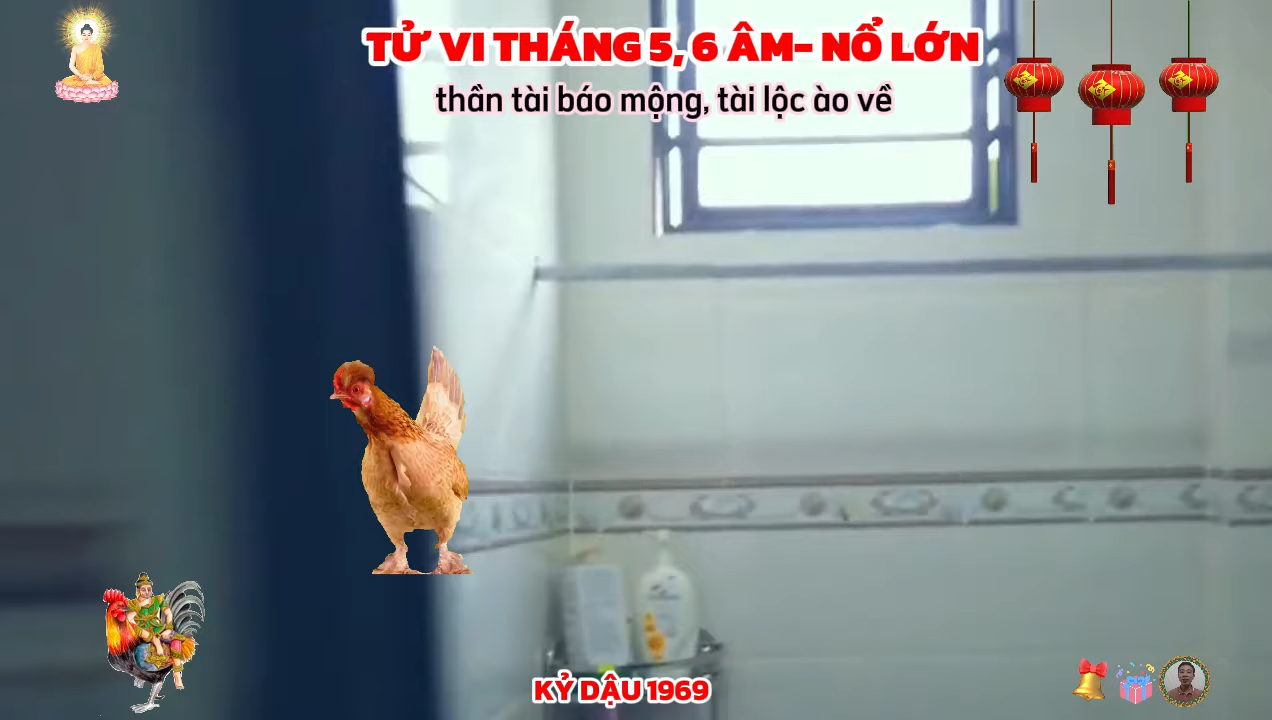 TỬ VI THÁNG 5, 6 ÂM- NỔ LỚN
thần tài báo mộng, tài lộc ào về
KỶ DẬU 1969